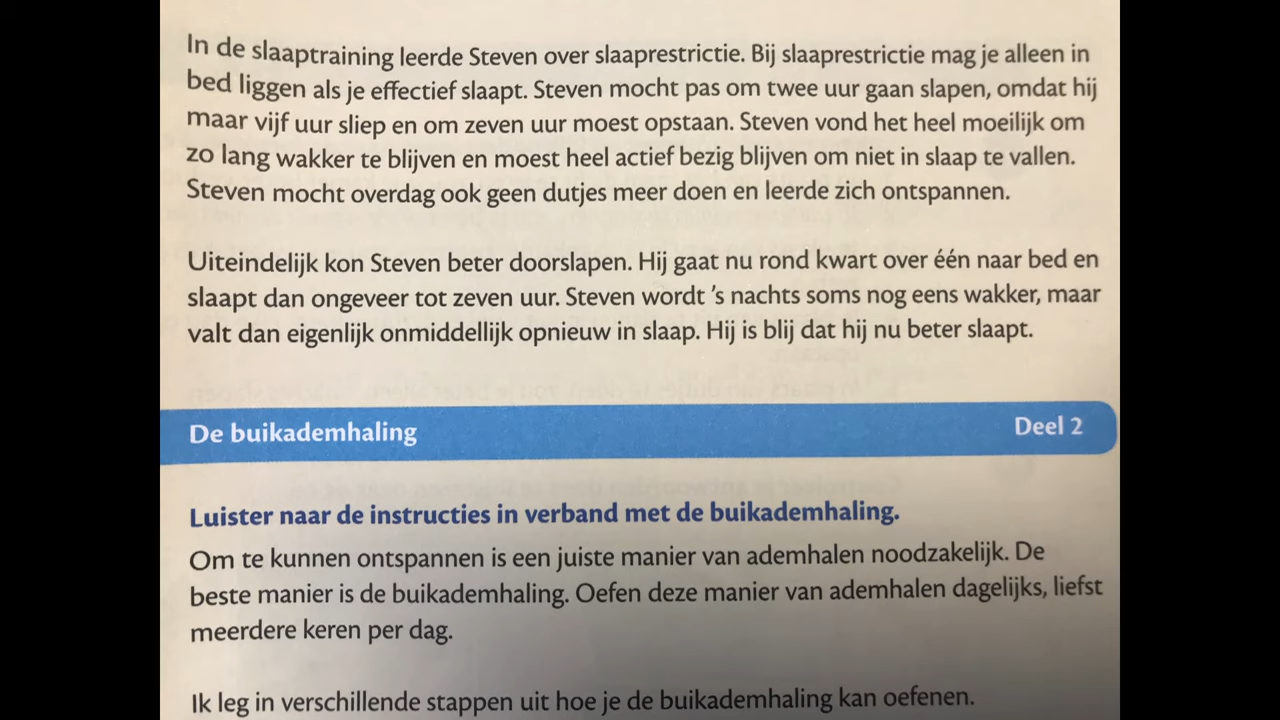 In de slaaptraining leerde Steven over slaaprestrictie. Bij slaaprestrictie mag je alleen in
bed liggen als je effectief slaapt. Steven mocht pas om twee uur gaan slapen, omdat hij
maar vijf uur sliep en om zeven uur moest opstaan. Steven vond het heel moeilijk om
zo lang wakker te blijven en moest heel actief bezig blijven om niet in slaap te vallen.
Steven mocht overdag ook geen dutjes meer doen en leerde zich ontspannen.
Uiteindelijk kon Steven beter doorslapen. Hij gaat nu rond kwart over één naar bed en
slaapt dan ongeveer tot zeven uur. Steven wordt 's nachts soms nog eens wakker, maar
valt dan eigenlijk onmiddellijk opnieuw in slaap. Hij is blij dat hij nu beter slaapt.
De buikademhaling Deel 2
Luister naar de instructies in verband met de buikademhaling.
Om te kunnen ontspannen is een juiste manier van ademhalen noodzakelijk. De
beste manier is de buikademhaling. Oefen deze manier van ademhalen dagelijks, liefst
meerdere keren per dag.
Ik leg in verschillende stappen uit hoe je de buikademhaling kan oefenen.